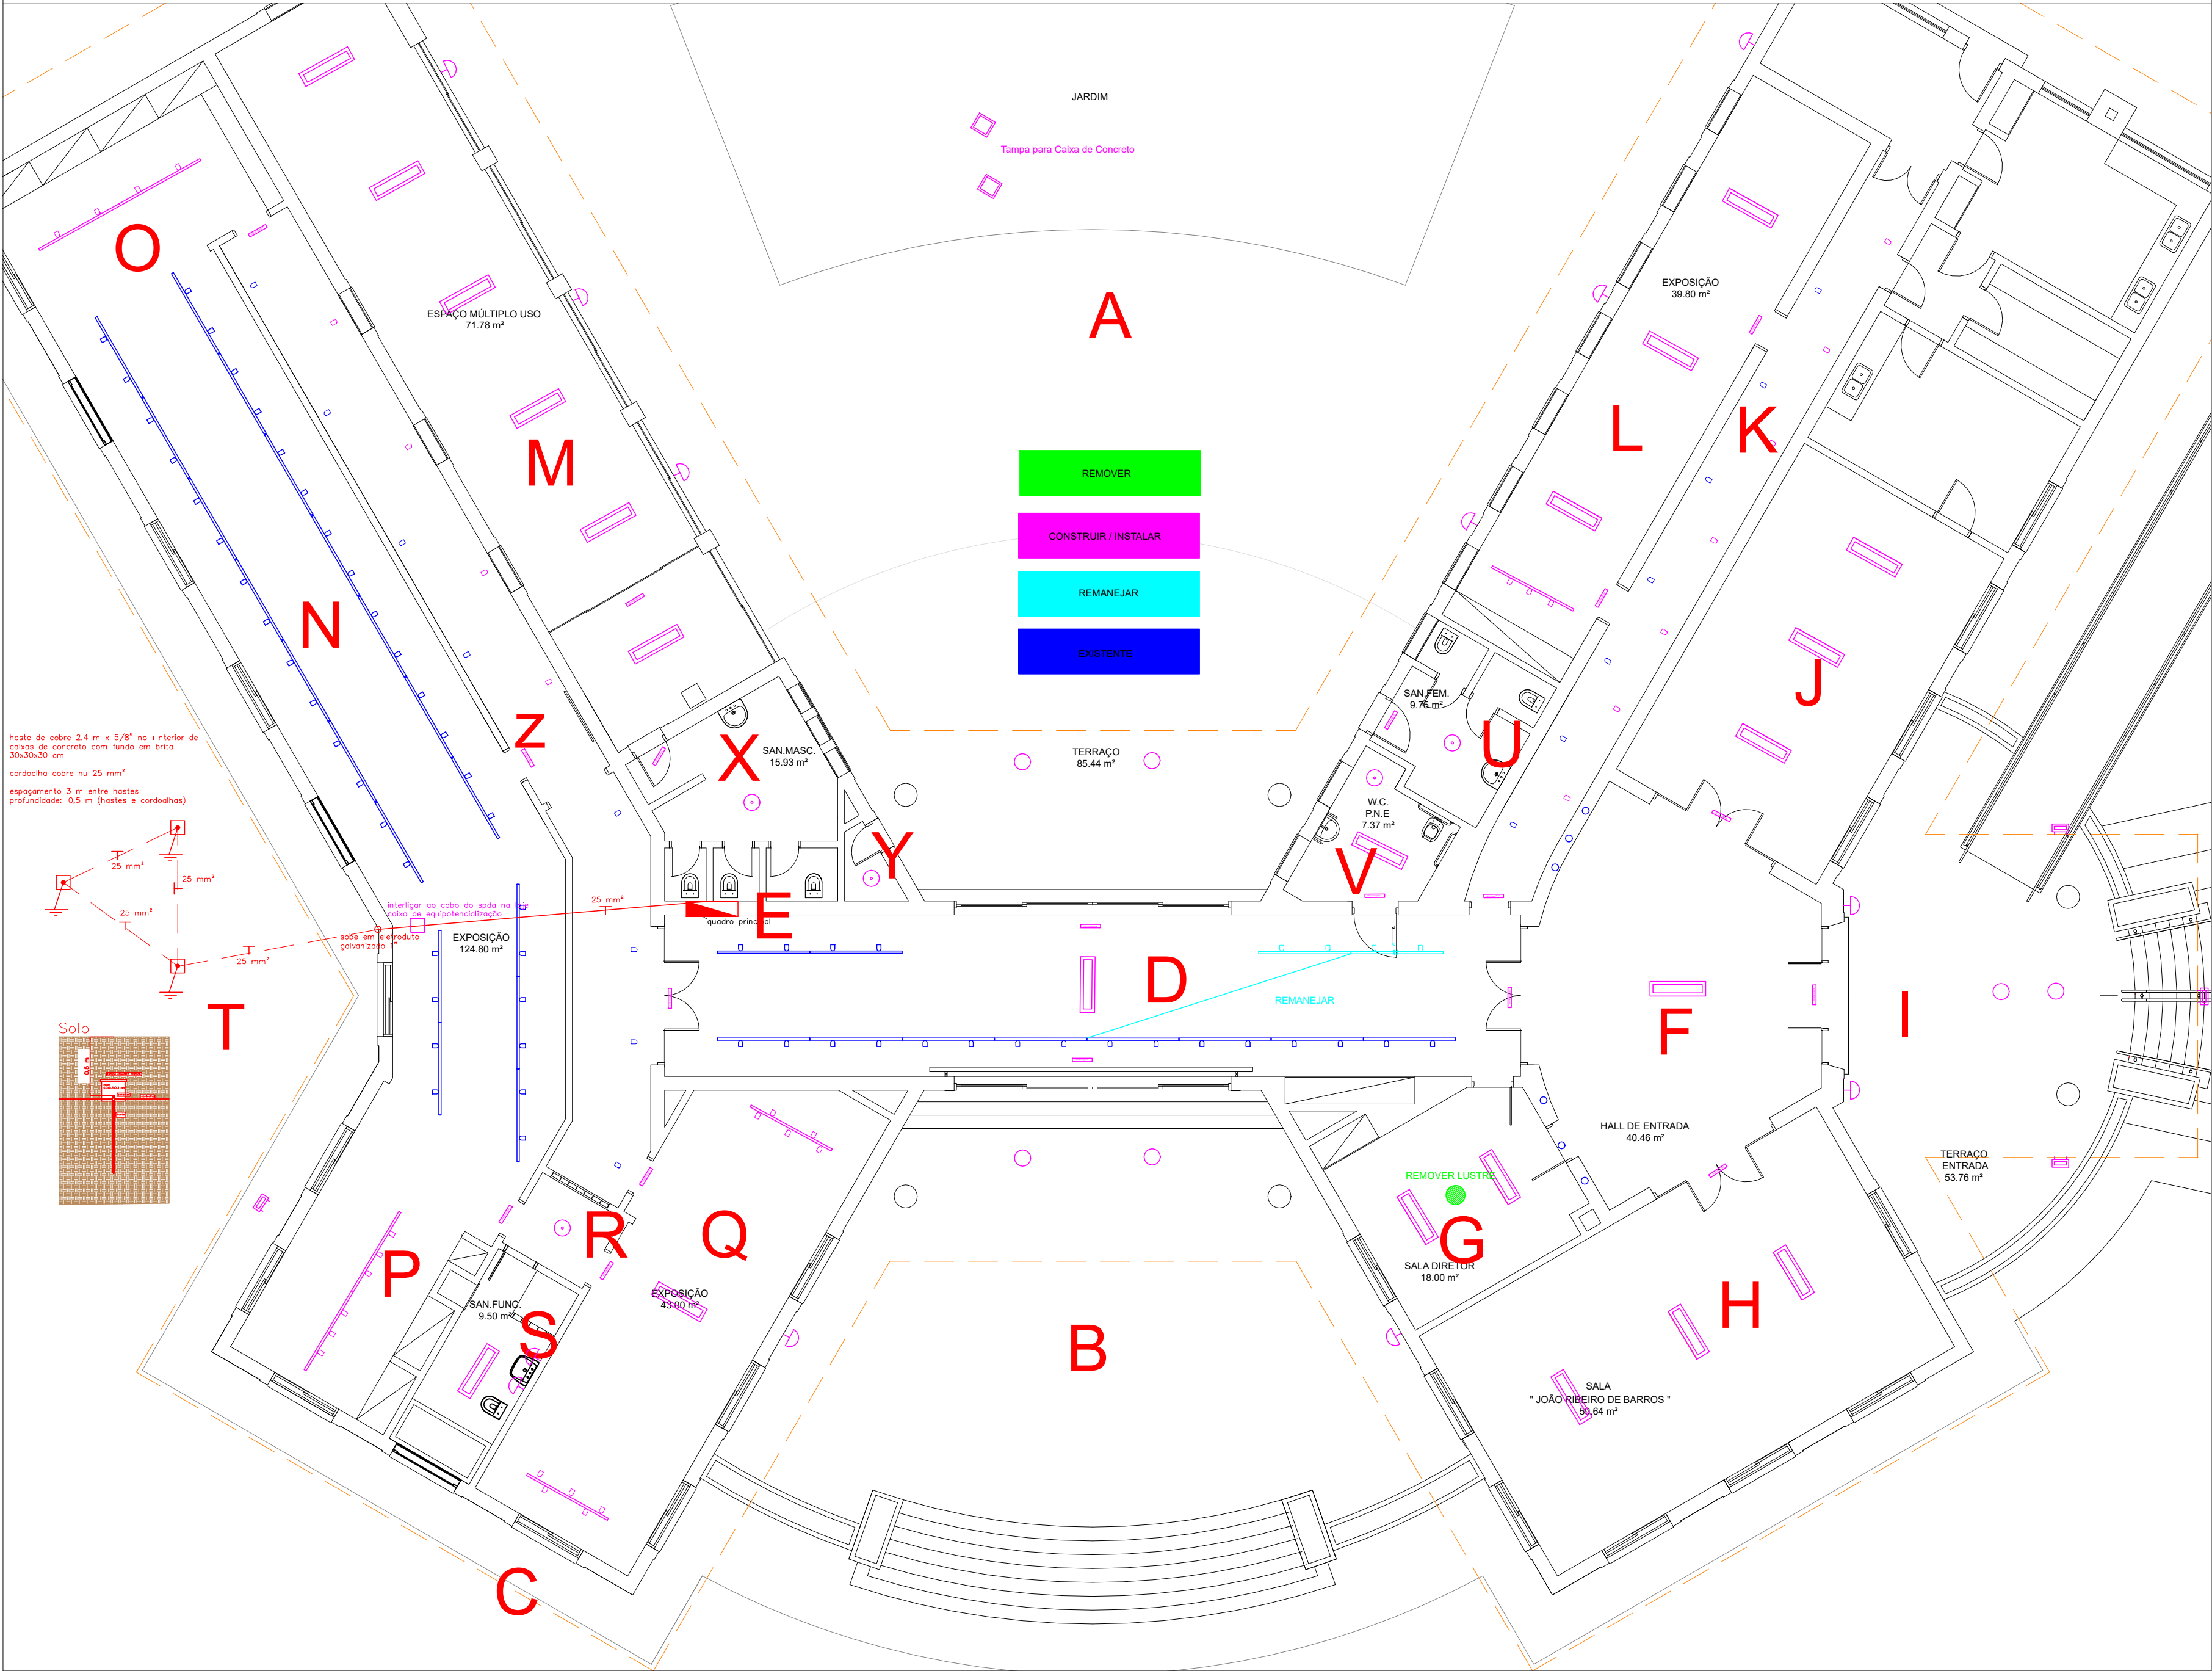 JARDIM
Tampa para Caixa de Concreto
O
A
EXPOSIÇÃO
39.80 m²
ESPAÇO MÚLTIPLO USO
71.78 m²
L
K
M
REMOVER
CONSTRUIR / INSTALAR
REMANEJAR
EXISTENTE
N
J
SAN.FEM.
9.75 m²
U
z
X
SAN.MASC.
15.93 m²
TERRAÇO
85.44 m²
haste de cobre 2,4 m x 5/8" no interior de
caixas de concreto com fundo em brita
30x30x30 cm
cordoalha cobre nu 25 mm²
espaçamento 3 m entre hastes
profundidade: 0,5 m (hastes e cordoalhas)
W.C.
P.N.E
7.37 m²
Y
V
25 mm²
25 mm²
25 mm²
25 mm²
25 mm²
interligar ao cabo do spda na
caixa de equipotencialização
sobe em eletroduto
galvanizado 1"
E
quadro principal
EXPOSIÇÃO
124.80 m²
D
REMANEJAR
F
I
T
Solo
0,5 m
HALL DE ENTRADA
40.46 m²
TERRAÇO
ENTRADA
53.76 m²
REMOVER LUSTRE
R
Q
G
P
SALA DIRETOR
18.00 m²
EXPOSIÇÃO
43.00 m²
SAN.FUNC.
9.50 m²
S
H
B
SALA
" JOÃO RIBEIRO DE BARROS "
59.64 m²
C